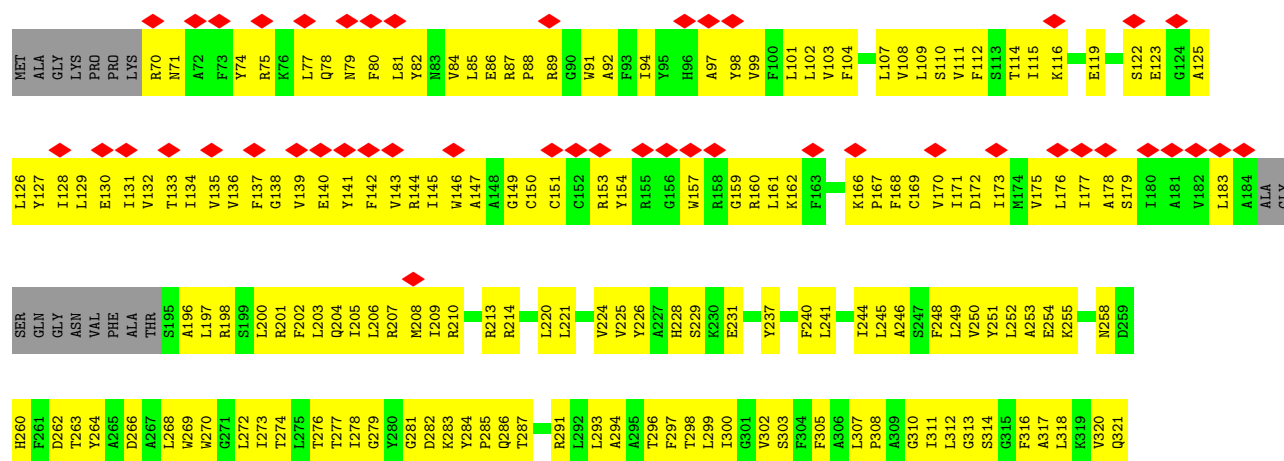 MET ALA GLY LYS PRO PRO LYS R70 N71 A72 F73 Y74 R75 K76 L77 Q78 N79 F80 L81 Y82 N83 V84 L85 E86 R87 P88 R89 G90 W91 A92 F93 I94 Y95 H96 A97 Y98 V99 F100 L101 L102 V103 F104 L107 V108 L109 S110 V111 F112 S113 T114 I115 K116 E119 S122 E123 G124 A125
L126 Y127 I128 L129 E130 I131 V132 T133 I134 V135 V136 F137 G138 V139 E140 Y141 F142 V143 R144 I145 W146 A147 A148 G149 C150 C151 C152 R153 Y154 R155 G156 W157 R158 G159 R160 L161 K162 F163 K166 P167 F168 C169 V170 I171 D172 I173 M174 V175 L176 I177 A178 S179 I180 A181 V182 L183 A184 ALA GLY
SER GLN GLY ASN VAL PHE ALA THR S195 A196 L197 R198 S199 L200 R201 F202 L203 Q204 I205 L206 R207 M208 I209 R210 R213 R214 L220 L221 V224 V225 Y226 A227 H228 S229 K230 E231 Y237 F240 L241 I244 L245 A246 S247 F248 L249 V250 Y251 L252 A253 E254 K255 N258 D259
H260 F261 D262 T263 Y264 A265 D266 A267 L268 W269 W270 G271 L272 I273 T274 L275 T276 T277 I278 G279 Y280 G281 D282 K283 Y284 P285 Q286 T287 R291 L292 L293 A294 A295 T296 F297 T298 L299 I300 G301 V302 S303 F304 F305 A306 L307 P308 A309 G310 I311 L312 G313 S314 G315 F316 A317 L318 K319 V320 Q321